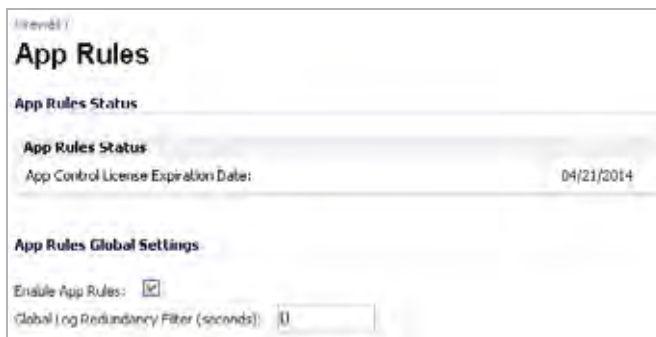 Firewall /
App Rules
App Rules Status
App Rules Status
App Control License Expiration Date: 04/21/2014
App Rules Global Settings
Enable App Rules:
Global Log Redundancy Filter (seconds): 0